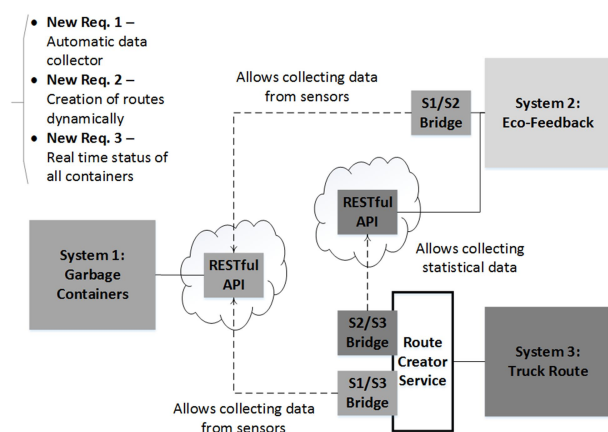 • New Req. 1 –
Automatic data
collector
• New Req. 2 –
Creation of routes
dynamically
• New Req. 3 –
Real time status of
all containers
Allows collecting data
from sensors
S1/S2
Bridge
System 2:
Eco-Feedback
RESTful
API
Allows collecting
statistical data
System 1:
Garbage
Containers
RESTful
API
S2/S3
Bridge
Route
Creator
Service
System 3:
Truck Route
S1/S3
Bridge
Allows collecting data
from sensors